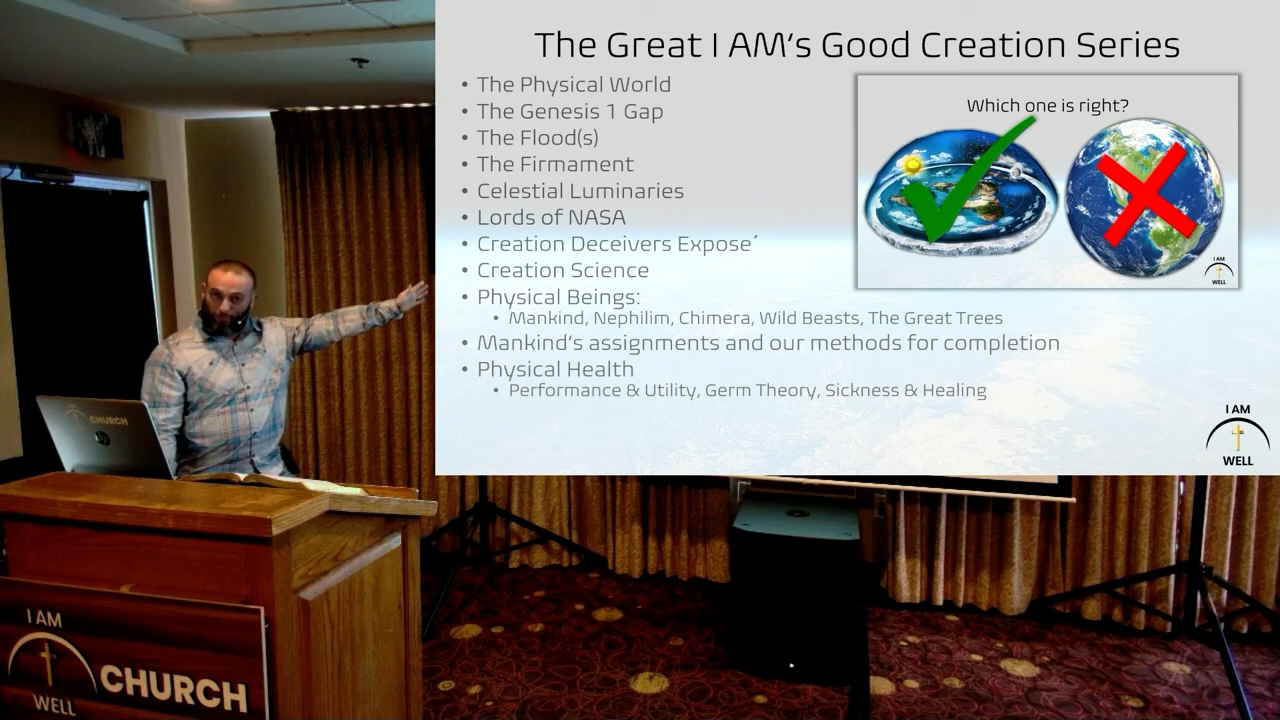 The Great I AM's Good Creation Series
• The Physical World
• The Genesis 1 Gap
• The Flood(s)
• The Firmament
• Celestial Luminaries
• Lords of NASA
• Creation Deceivers Expose´
• Creation Science
• Physical Beings:
• Mankind, Nephilim, Chimera, Wild Beasts, The Great Trees
• Mankind's assignments and our methods for completion
• Physical Health
• Performance & Utility, Germ Theory, Sickness & Healing
Which one is right?
I AM
WELL
I AM
WELL
CHURCH
hp
I AM
WELL
CHURCH